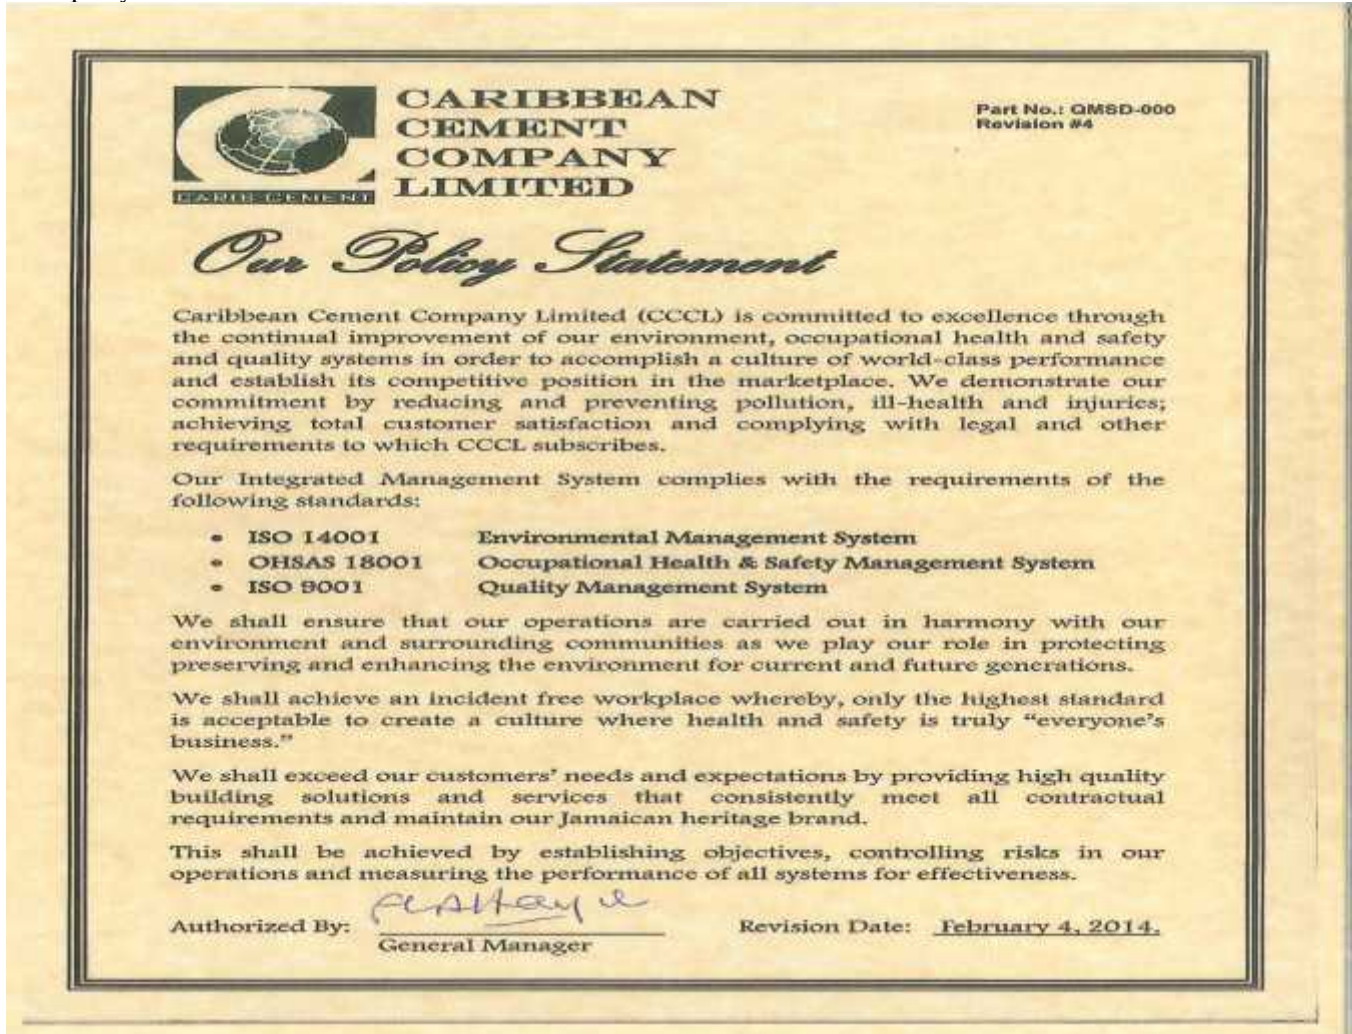 CARIBBEAN
CEMENT
COMPANY
LIMITED
CARIB CEMENT
Part No.: QMSD-000
Revision #4
Our Policy Statement
Caribbean Cement Company Limited (CCCL) is committed to excellence through
the continual improvement of our environment, occupational health and safety
and quality systems in order to accomplish a culture of world-class performance
and establish its competitive position in the marketplace. We demonstrate our
commitment by reducing and preventing pollution, ill-health and injuries;
achieving total customer satisfaction and complying with legal and other
requirements to which CCCL subscribes.
Our Integrated Management System complies with the requirements of the
following standards:
• ISO 14001 Environmental Management System
• OHSAS 18001 Occupational Health & Safety Management System
• ISO 9001 Quality Management System
We shall ensure that our operations are carried out in harmony with our
environment and surrounding communities as we play our role in protecting
preserving and enhancing the environment for current and future generations.
We shall achieve an incident free workplace whereby, only the highest standard
is acceptable to create a culture where health and safety is truly “everyone’s
business.”
We shall exceed our customers’ needs and expectations by providing high quality
building solutions and services that consistently meet all contractual
requirements and maintain our Jamaican heritage brand.
This shall be achieved by establishing objectives, controlling risks in our
operations and measuring the performance of all systems for effectiveness.
Authorized By:
General Manager
Revision Date: February 4, 2014.